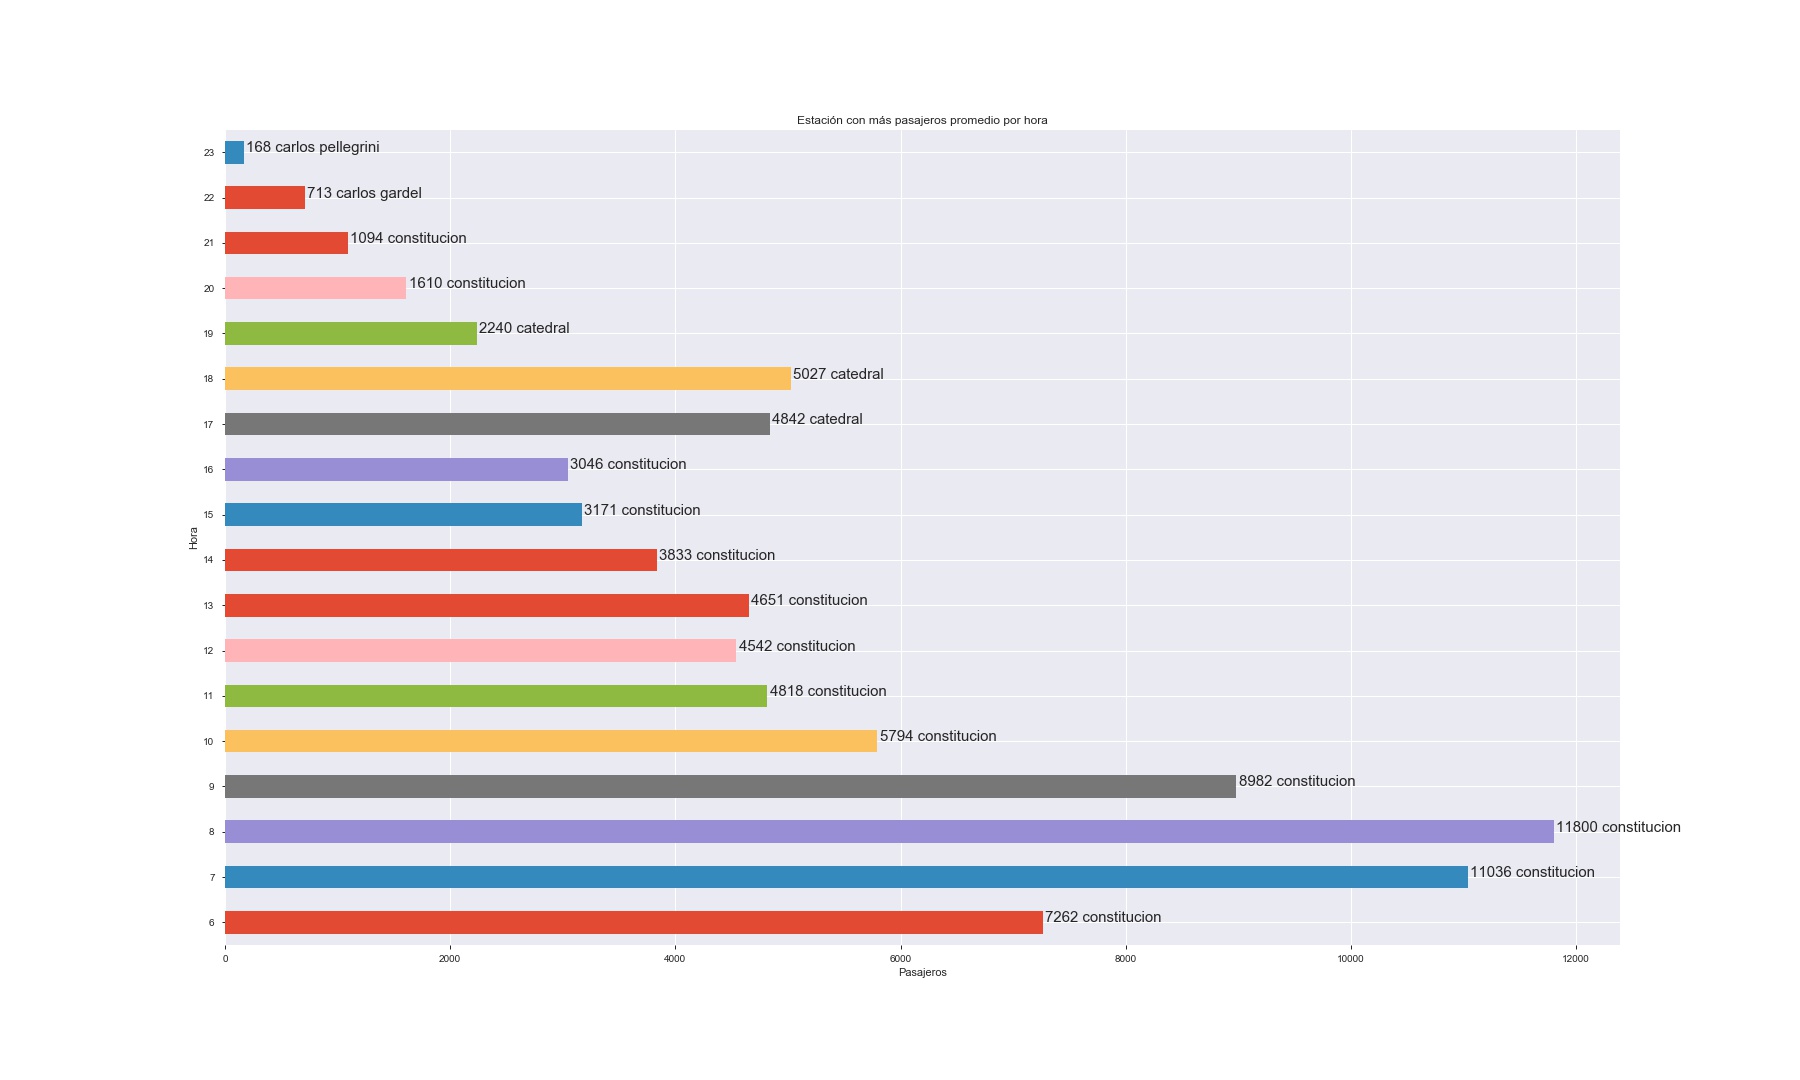 Estación con más pasajeros promedio por hora
23
168 carlos pellegrini
22
713 carlos gardel
21
1094 constitucion
20
1610 constitucion
19
2240 catedral
18
5027 catedral
17
4842 catedral
16
3046 constitucion
15
3171 constitucion
Hora
14
3833 constitucion
13
4651 constitucion
12
4542 constitucion
11
4818 constitucion
10
5794 constitucion
9
8982 constitucion
8
11800 constitucion
7
11036 constitucion
6
7262 constitucion
0 2000 4000 6000 8000 10000 12000
Pasajeros